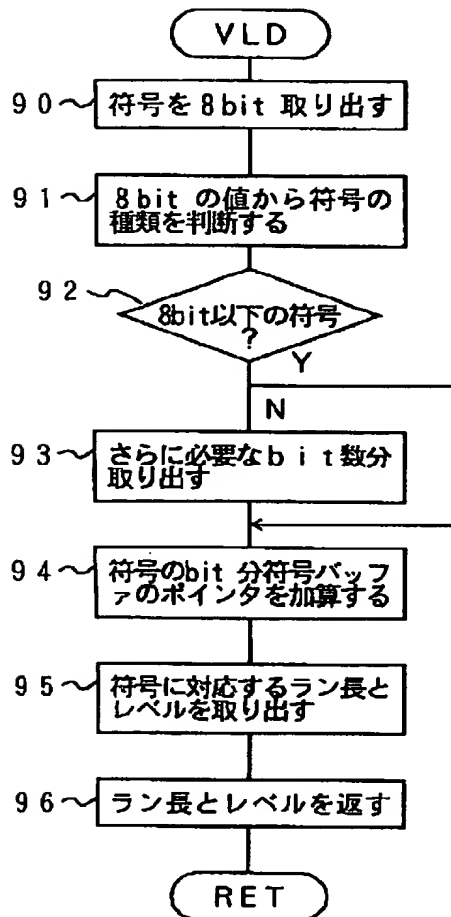 VLD
90
符号を8bit 取り出す
91
8bit の値から符号の
種類を判断する
92
8bit以下の符号
?
Y
N
93
さらに必要なbit数分
取り出す
94
符号のbit 分符号バッフ
ァのポインタを加算する
95
符号に対応するラン長と
レベルを取り出す
96
ラン長とレベルを返す
RET